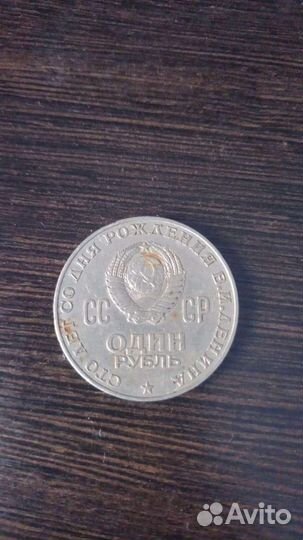 СТО ЛЕТ СО ДНЯ РОЖДЕНИЯ В.И.ЛЕНИНА
СС СР
ОДИН
РУБЛЬ
Avito